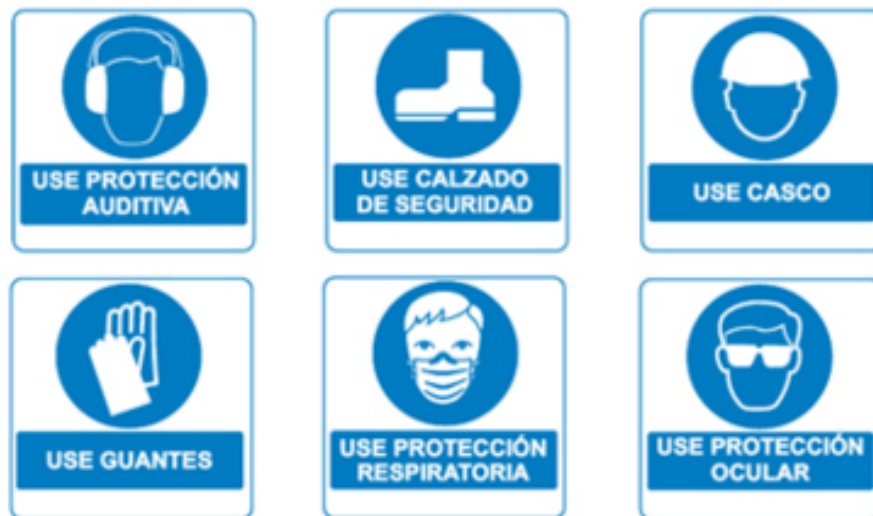 USE PROTECCIÓN
AUDITIVA
USE CALZADO
DE SEGURIDAD
USE CASCO
USE GUANTES
USE PROTECCIÓN
RESPIRATORIA
USE PROTECCIÓN
OCULAR